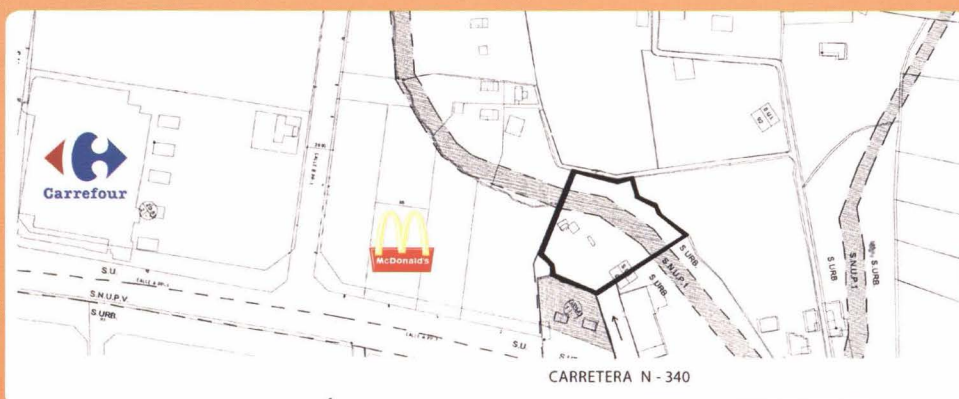 Carrefour
McDonald's
S.U.
S.N.U.P.V.
S.URB.
S.U.
S.URB.
S.N.U.P.1
S.URB.
S.URB.
S.N.U.P.1
S.URB.
CARRETERA N - 340